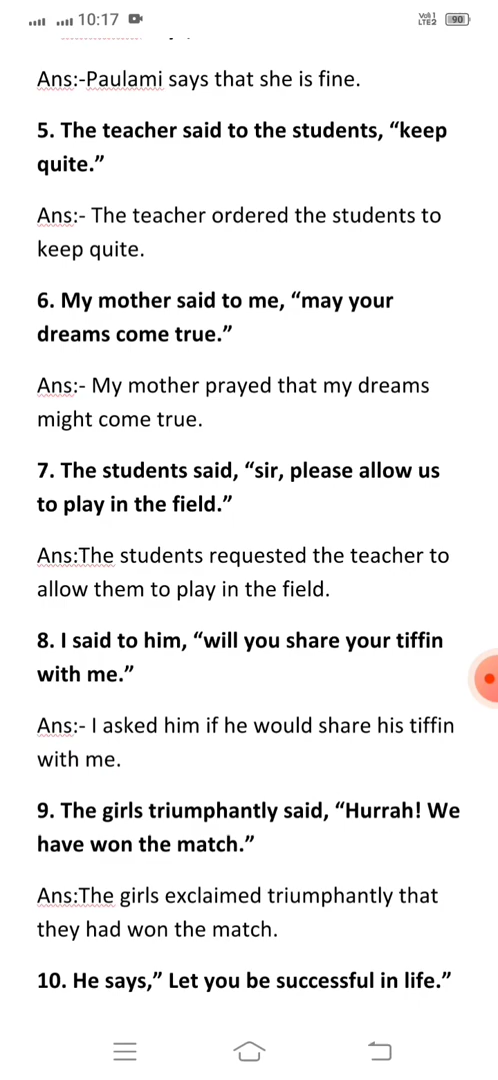 10:17
Vo) 1
LTE2
90
Ans:-Paulami says that she is fine.
5. The teacher said to the students, “keep
quite.”
Ans:- The teacher ordered the students to
keep quite.
6. My mother said to me, “may your
dreams come true.”
Ans:- My mother prayed that my dreams
might come true.
7. The students said, “sir, please allow us
to play in the field.”
Ans:The students requested the teacher to
allow them to play in the field.
8. I said to him, “will you share your tiffin
with me.”
Ans:- I asked him if he would share his tiffin
with me.
9. The girls triumphantly said, “Hurrah! We
have won the match.”
Ans:The girls exclaimed triumphantly that
they had won the match.
10. He says,” Let you be successful in life.”